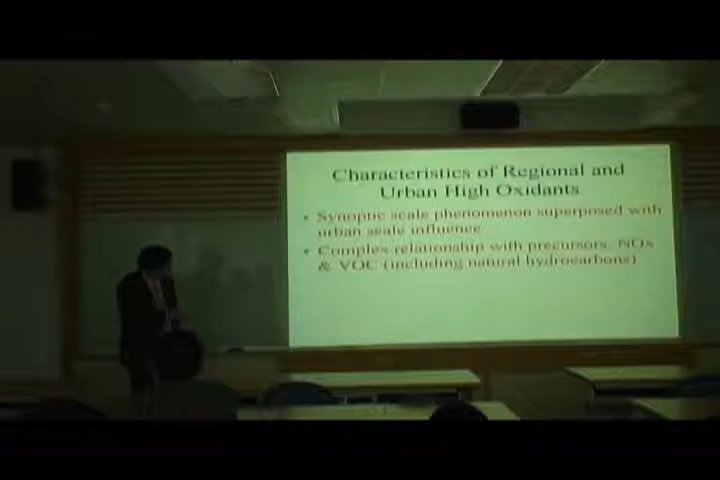 Characteristics of Regional and
Urban High Oxidants
• Synoptic scale phenomenon superposed with
urban scale influence
• Complex relationship with precursors, NOx
& VOC (including natural hydrocarbons)